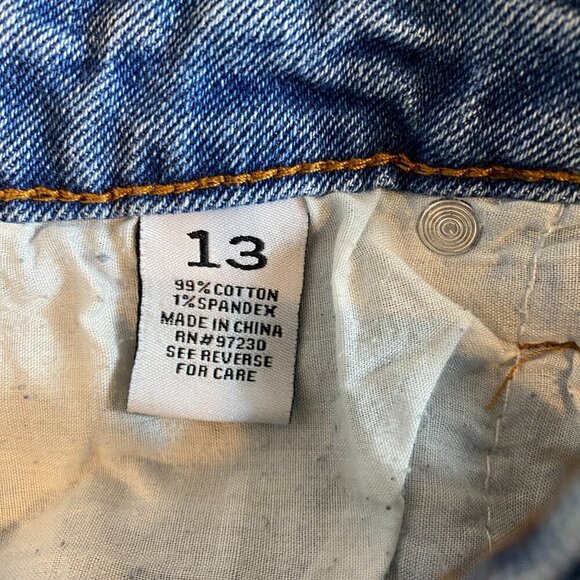 13
99% COTTON
1% SPANDEX
MADE IN CHINA
RN# 97230
SEE REVERSE
FOR CARE